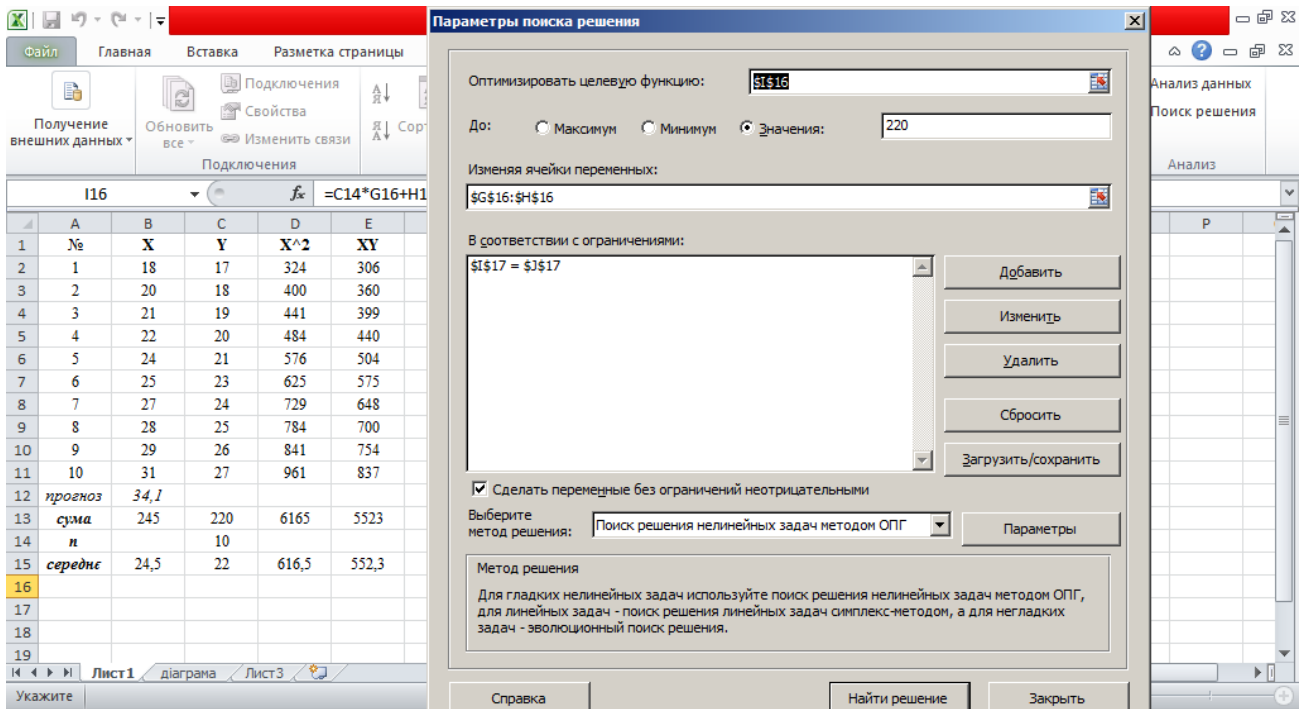 Параметры поиска решения
Файл Главная Вставка Разметка страницы
Получение внешних данных
Обновить все
Подключения
Свойства
Изменить связи
Подключения
Анализ данных
Поиск решения
Анализ
I16 fx =C14*G16+H1
A B C D E P
1 № X Y X^2 XY
2 1 18 17 324 306
3 2 20 18 400 360
4 3 21 19 441 399
5 4 22 20 484 440
6 5 24 21 576 504
7 6 25 23 625 575
8 7 27 24 729 648
9 8 28 25 784 700
10 9 29 26 841 754
11 10 31 27 961 837
12 прогноз 34,1
13 сума 245 220 6165 5523
14 n 10
15 середнє 24,5 22 616,5 552,3
16
17
18
19
Лист1 діаграма Лист3
Укажите
Оптимизировать целевую функцию: $I$16
До: Максимум Минимум Значения: 220
Изменяя ячейки переменных:
$G$16:$H$16
В соответствии с ограничениями:
$I$17 = $J$17
Добавить
Изменить
Удалить
Сбросить
Загрузить/сохранить
Сделать переменные без ограничений неотрицательными
Выберите
метод решения: Поиск решения нелинейных задач методом ОПГ Параметры
Метод решения
Для гладких нелинейных задач используйте поиск решения нелинейных задач методом ОПГ,
для линейных задач - поиск решения линейных задач симплекс-методом, а для негладких
задач - эволюционный поиск решения.
Справка Найти решение Закрыть